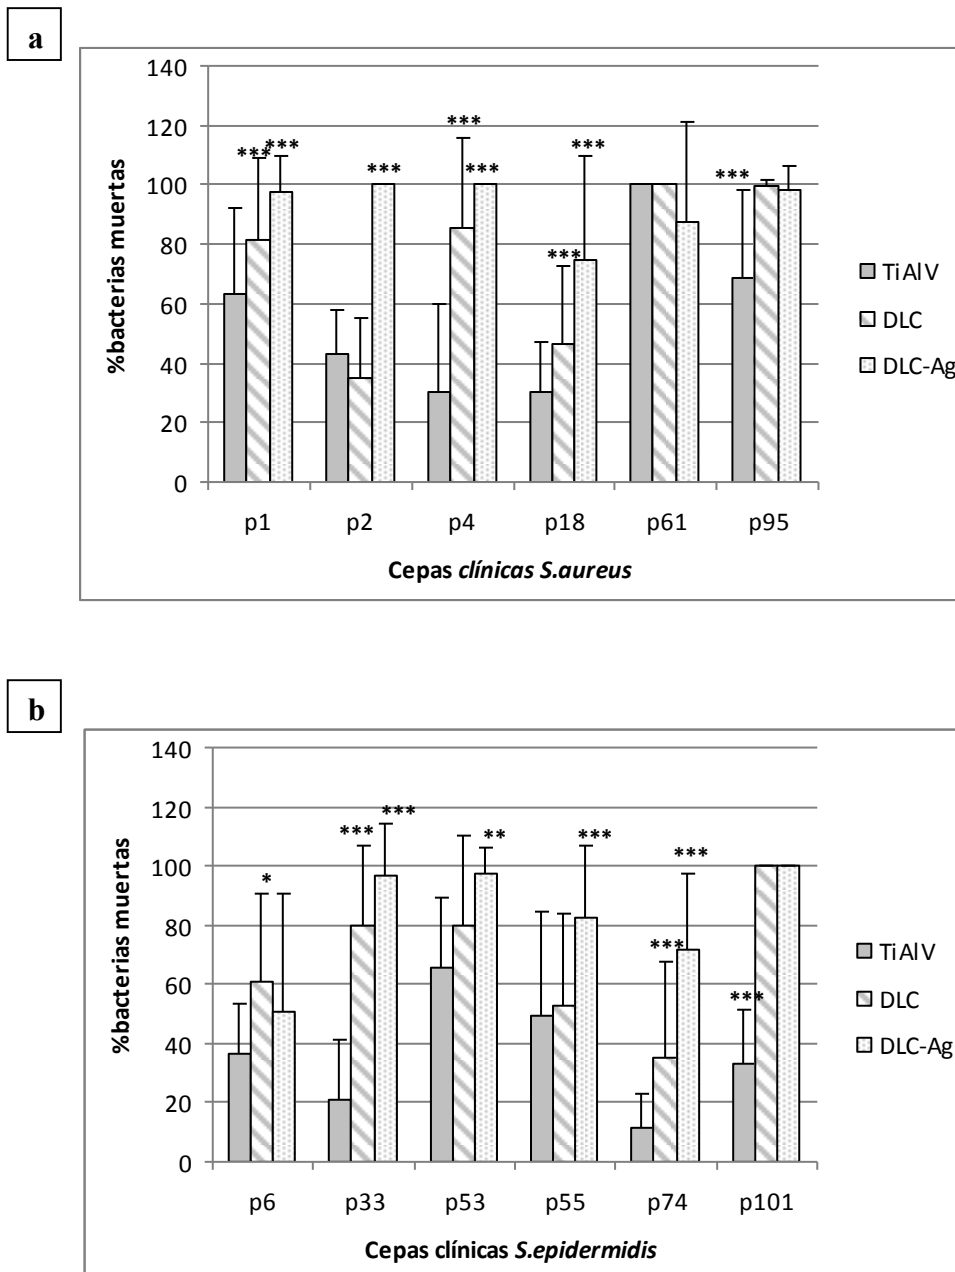 a
140
120
100
80
60
40
20
0
%bacterias muertas
*** *** *** *** *** *** *** ***
p1 p2 p4 p18 p61 p95
Cepas clínicas S.aureus
TiAlV
DLC
DLC-Ag
b
140
120
100
80
60
40
20
0
%bacterias muertas
* *** *** ** *** *** *** ***
p6 p33 p53 p55 p74 p101
Cepas clínicas S.epidermidis
TiAlV
DLC
DLC-Ag